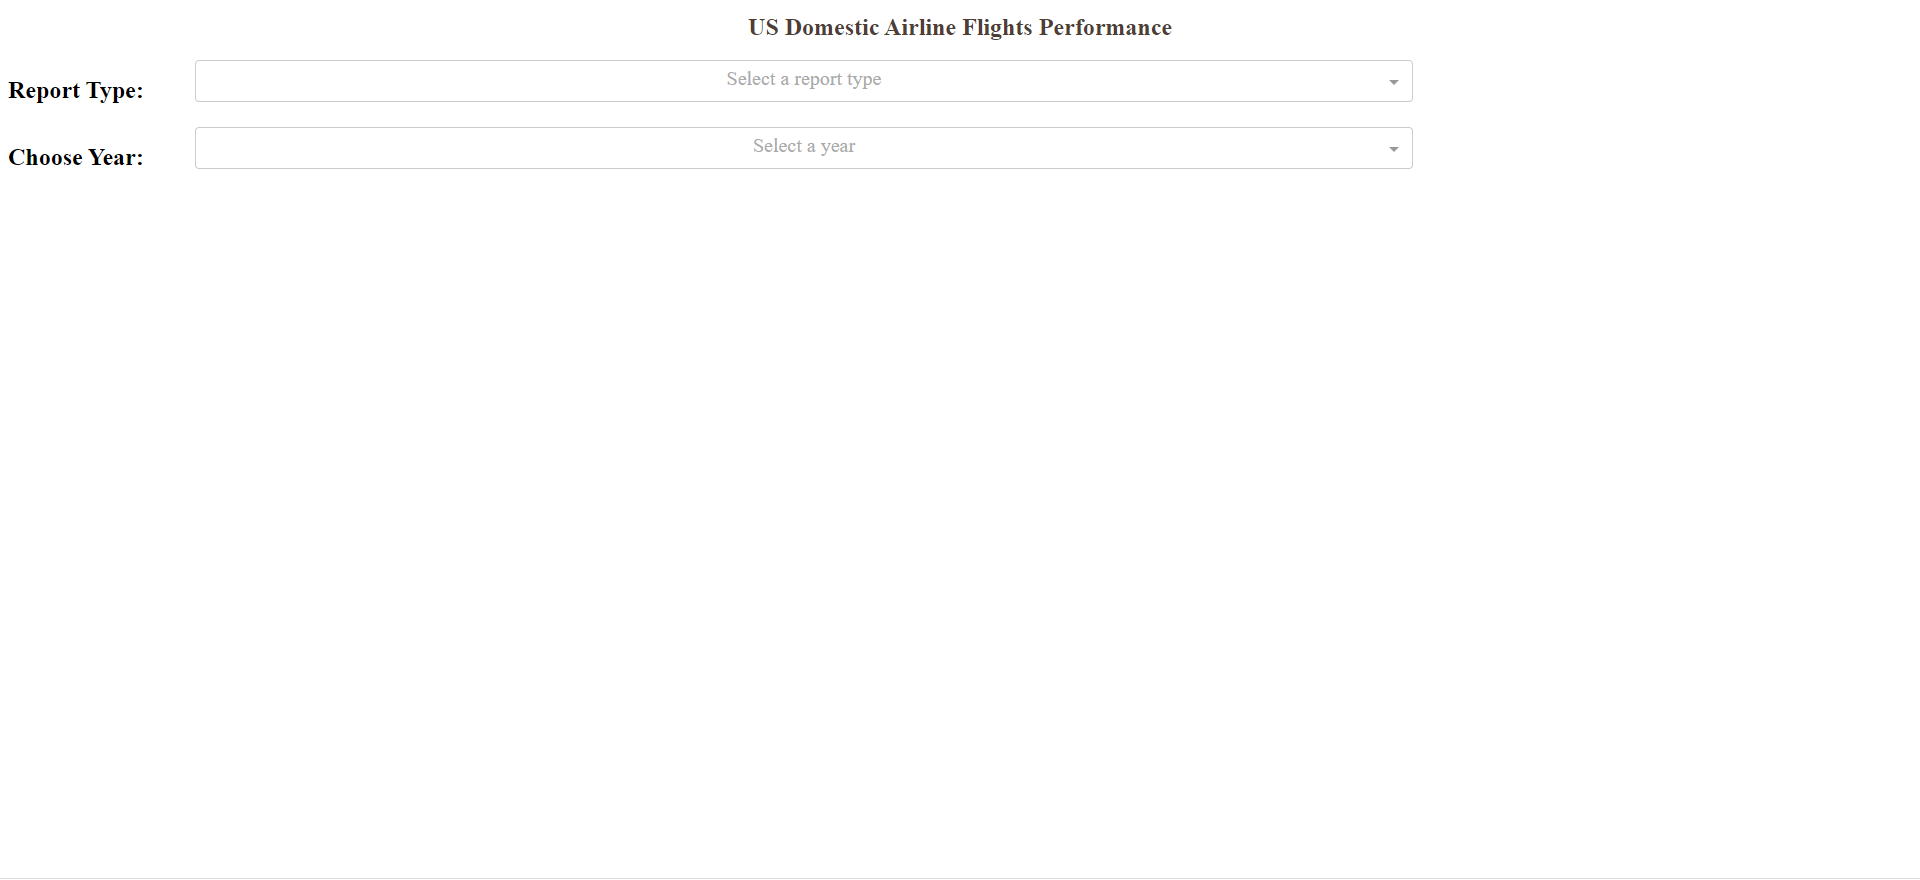 US Domestic Airline Flights Performance
Report Type:
Select a report type
Choose Year:
Select a year